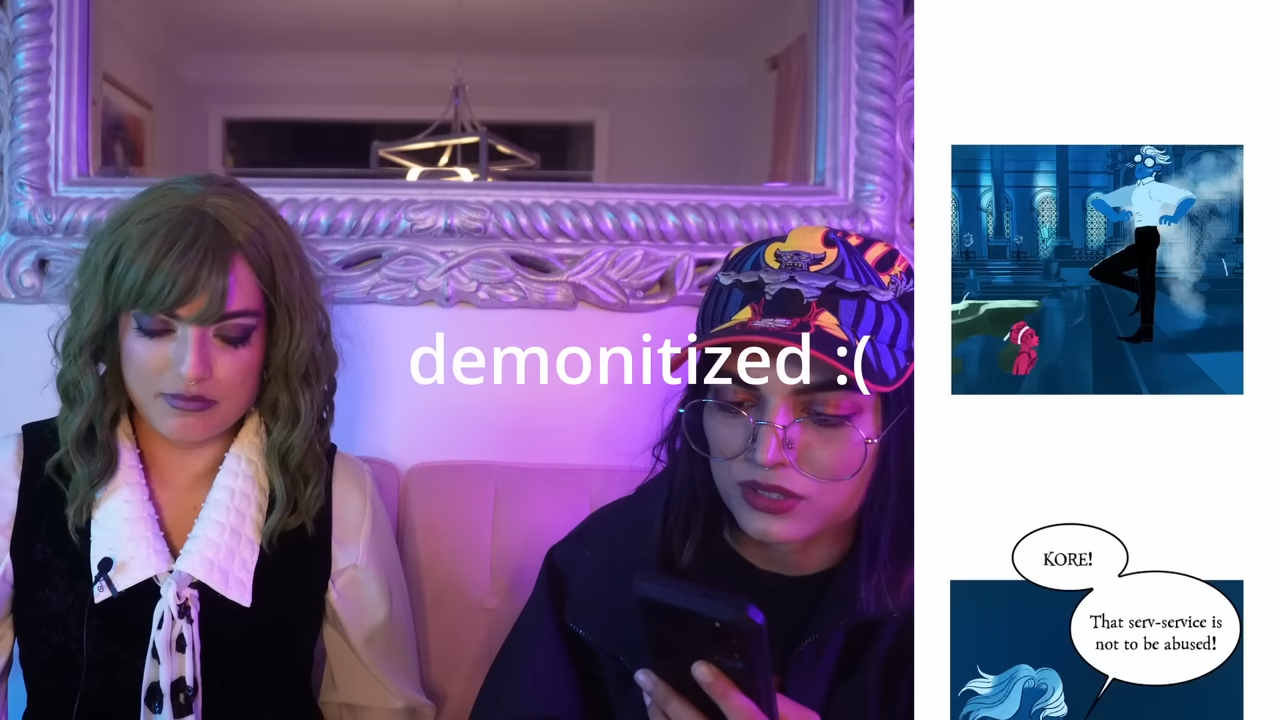 demonitized :(
KORE!
That serv-service is
not to be abused!